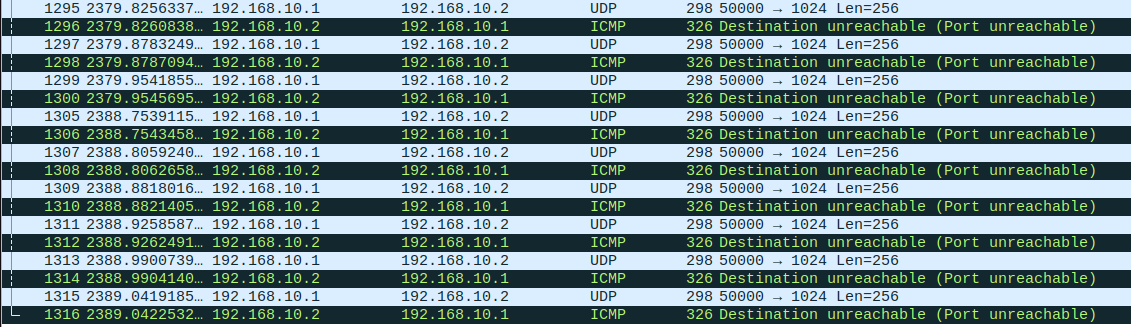 1295 2379.8256337… 192.168.10.1 192.168.10.2 UDP 298 50000 → 1024 Len=256
1296 2379.8260838… 192.168.10.2 192.168.10.1 ICMP 326 Destination unreachable (Port unreachable)
1297 2379.8783249… 192.168.10.1 192.168.10.2 UDP 298 50000 → 1024 Len=256
1298 2379.8787094… 192.168.10.2 192.168.10.1 ICMP 326 Destination unreachable (Port unreachable)
1299 2379.9541855… 192.168.10.1 192.168.10.2 UDP 298 50000 → 1024 Len=256
1300 2379.9545695… 192.168.10.2 192.168.10.1 ICMP 326 Destination unreachable (Port unreachable)
1305 2388.7539115… 192.168.10.1 192.168.10.2 UDP 298 50000 → 1024 Len=256
1306 2388.7543458… 192.168.10.2 192.168.10.1 ICMP 326 Destination unreachable (Port unreachable)
1307 2388.8059240… 192.168.10.1 192.168.10.2 UDP 298 50000 → 1024 Len=256
1308 2388.8062658… 192.168.10.2 192.168.10.1 ICMP 326 Destination unreachable (Port unreachable)
1309 2388.8818016… 192.168.10.1 192.168.10.2 UDP 298 50000 → 1024 Len=256
1310 2388.8821405… 192.168.10.2 192.168.10.1 ICMP 326 Destination unreachable (Port unreachable)
1311 2388.9258587… 192.168.10.1 192.168.10.2 UDP 298 50000 → 1024 Len=256
1312 2388.9262491… 192.168.10.2 192.168.10.1 ICMP 326 Destination unreachable (Port unreachable)
1313 2388.9900739… 192.168.10.1 192.168.10.2 UDP 298 50000 → 1024 Len=256
1314 2388.9904140… 192.168.10.2 192.168.10.1 ICMP 326 Destination unreachable (Port unreachable)
1315 2389.0419185… 192.168.10.1 192.168.10.2 UDP 298 50000 → 1024 Len=256
1316 2389.0422532… 192.168.10.2 192.168.10.1 ICMP 326 Destination unreachable (Port unreachable)